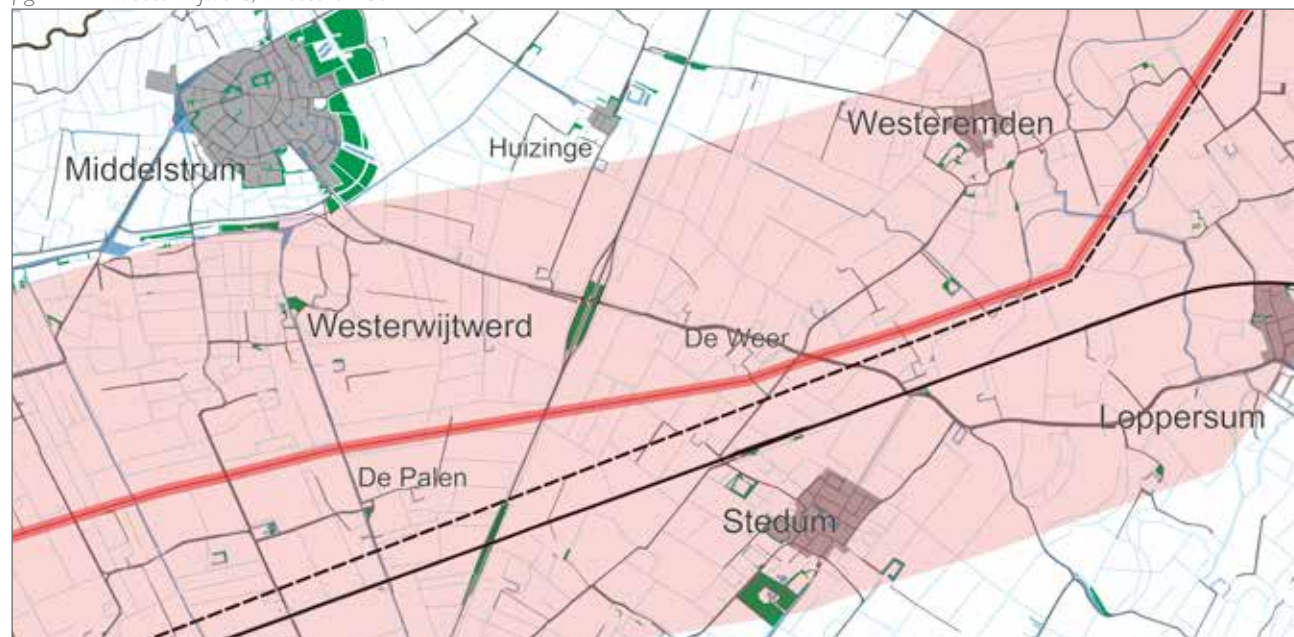 Middelstrum
Huizinge
Westeremden
Westerwijtwerd
De Weer
Loppersum
De Palen
Stedum